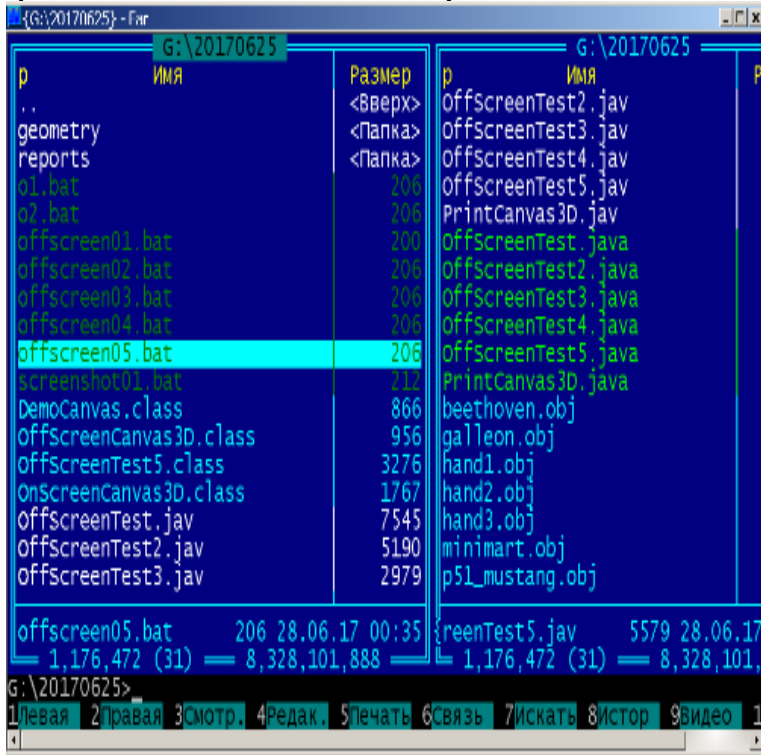 {G:\20170625} - Far
G:\20170625
р Имя Размер
.. <Вверх>
geometry <Папка>
reports <Папка>
o1.bat 206
o2.bat 206
offscreen01.bat 200
offscreen02.bat 206
offscreen03.bat 206
offscreen04.bat 206
offscreen05.bat 206
screenshot01.bat 212
DemoCanvas.class 866
OffScreenCanvas3D.class 956
OffScreenTest5.class 3276
OnScreenCanvas3D.class 1767
OffScreenTest.jav 7545
OffScreenTest2.jav 5190
OffScreenTest3.jav 2979
offscreen05.bat 206 28.06.17 00:35
1,176,472 (31) 8,328,101,888
G:\20170625
р Имя Р
OffScreenTest2.jav
OffScreenTest3.jav
OffScreenTest4.jav
OffScreenTest5.jav
PrintCanvas3D.jav
OffScreenTest.java
OffScreenTest2.java
OffScreenTest3.java
OffScreenTest4.java
OffScreenTest5.java
PrintCanvas3D.java
beethoven.obj
galleon.obj
hand1.obj
hand2.obj
hand3.obj
minimart.obj
p51_mustang.obj
{reenTest5.jav 5579 28.06.17
1,176,472 (31) 8,328,101,
G:\20170625>_
1Левая 2Правая 3Смотр. 4Редак. 5Печать 6Связь 7Искать 8Истор 9Видео 1